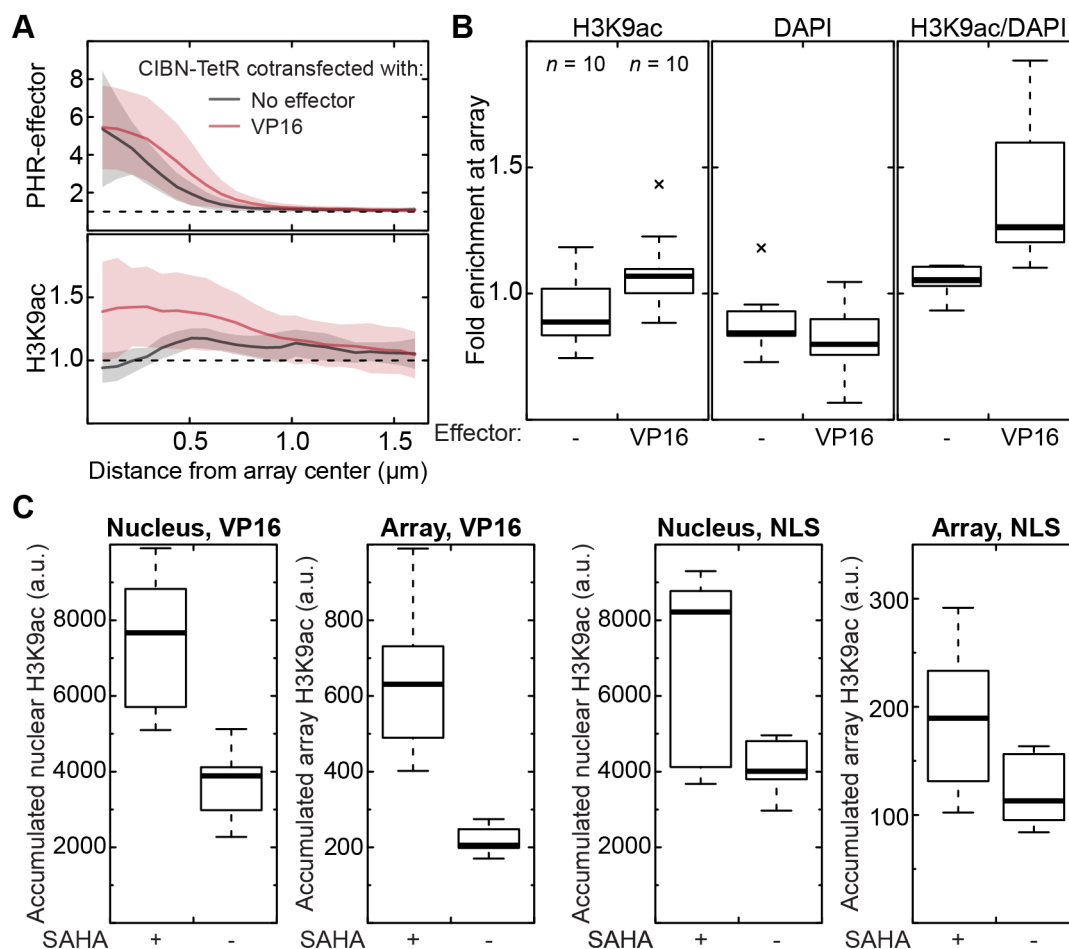 A
CIBN-TetR cotransfected with:
No effector
VP16
PHR-effector
8
6
4
2
H3K9ac
1.5
1.0
0.5 1.0 1.5
Distance from array center (µm)
B
H3K9ac DAPI H3K9ac/DAPI
n = 10 n = 10
Fold enrichment at array
1.5
1.0
× × 
Effector: - VP16 - VP16 - VP16
C
Nucleus, VP16 Array, VP16 Nucleus, NLS Array, NLS
Accumulated nuclear H3K9ac (a.u.)
8000
6000
4000
2000
Accumulated array H3K9ac (a.u.)
800
600
400
200
Accumulated nuclear H3K9ac (a.u.)
8000
6000
4000
2000
Accumulated array H3K9ac (a.u.)
300
200
100
SAHA + - SAHA + - SAHA + - SAHA + -